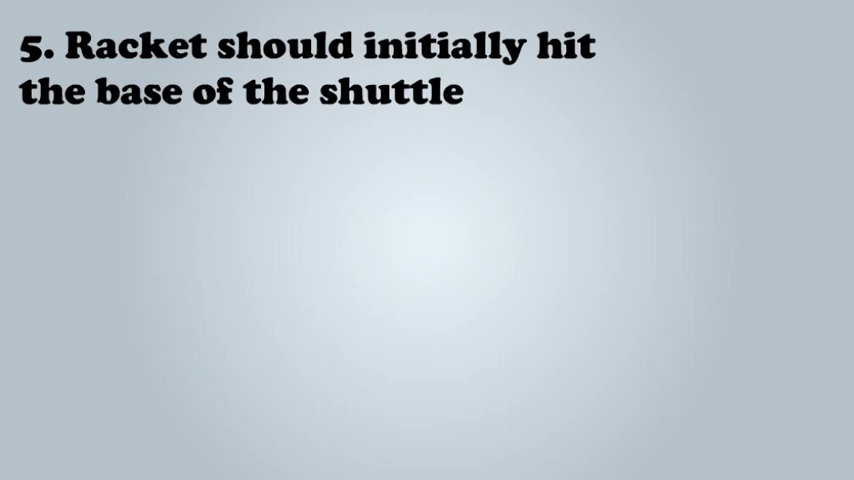 5. Racket should initially hit
the base of the shuttle